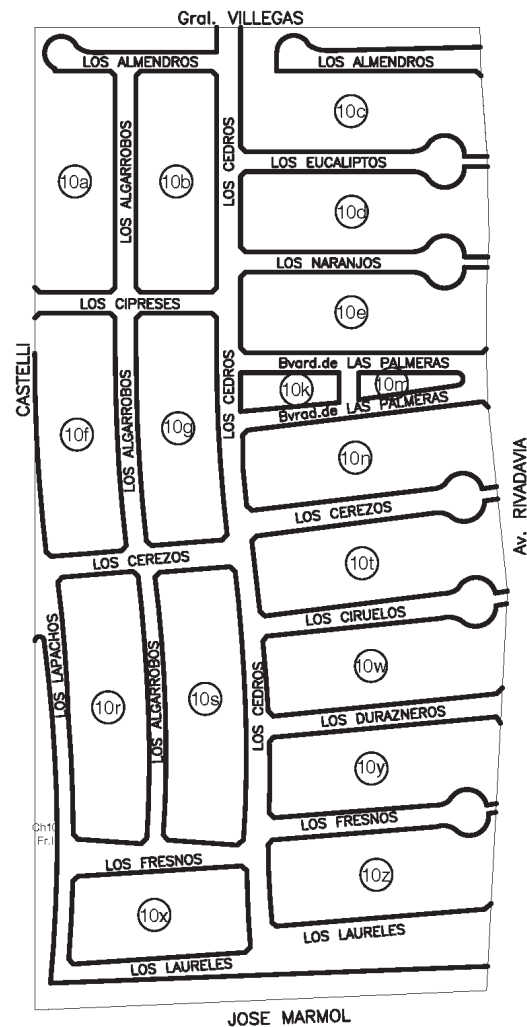 Gral. VILLEGAS
LOS ALMENDROS
LOS ALMENDROS
10c
LOS ALGARROBOS
LOS CEDROS
LOS EUCALIPTOS
10a
10b
10d
LOS NARANJOS
LOS CIPRESES
10e
Bvard.de LAS PALMERAS
CASTELLI
LOS CEDROS
10k
10m
Bvrad.de LAS PALMERAS
10f
LOS ALGARROBOS
10g
10n
Av. RIVADAVIA
LOS CEREZOS
LOS CEREZOS
10t
LOS CIRUELOS
LOS LAPACHOS
LOS ALGARROBOS
LOS CEDROS
10w
10r
10s
LOS DURAZNEROS
10y
Ch10
Fr.I
LOS FRESNOS
LOS FRESNOS
10z
10x
LOS LAURELES
LOS LAURELES
JOSE MARMOL